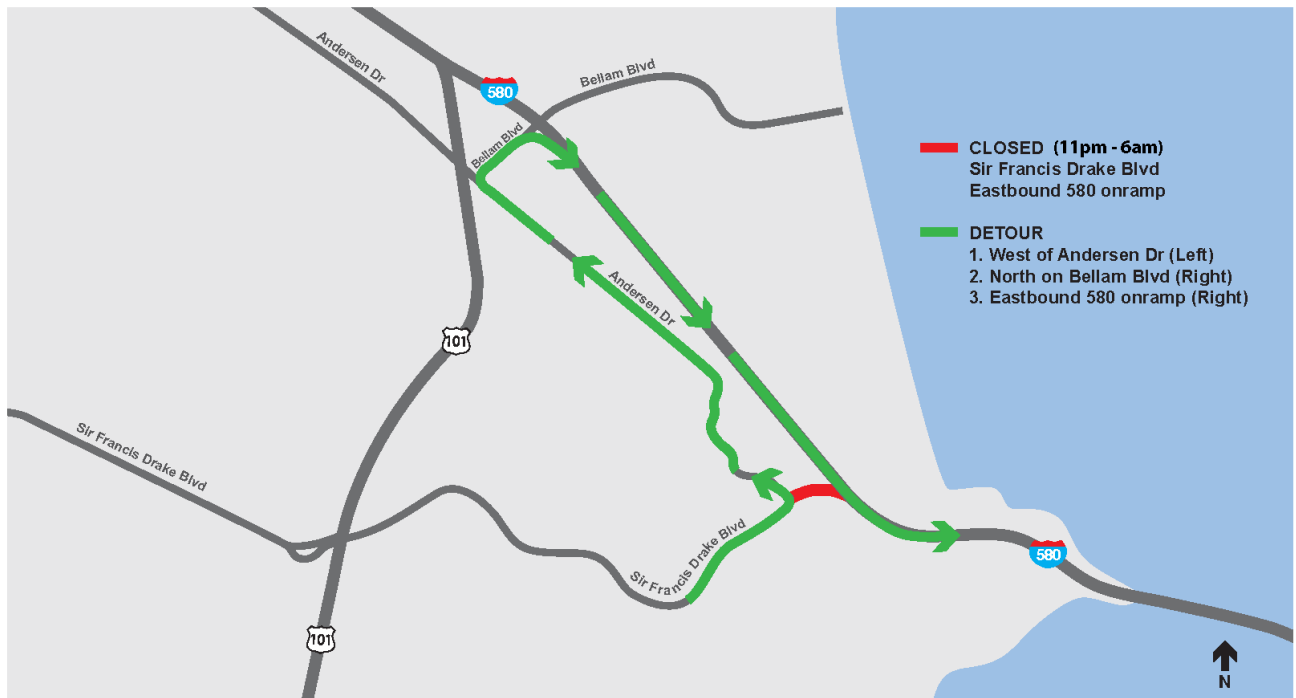 Andersen Dr
580
Bellam Blvd
Bellam Blvd
CLOSED (11pm - 6am)
Sir Francis Drake Blvd
Eastbound 580 onramp
DETOUR
1. West of Andersen Dr (Left)
2. North on Bellam Blvd (Right)
3. Eastbound 580 onramp (Right)
Andersen Dr
101
Sir Francis Drake Blvd
Sir Francis Drake Blvd
580
101
N